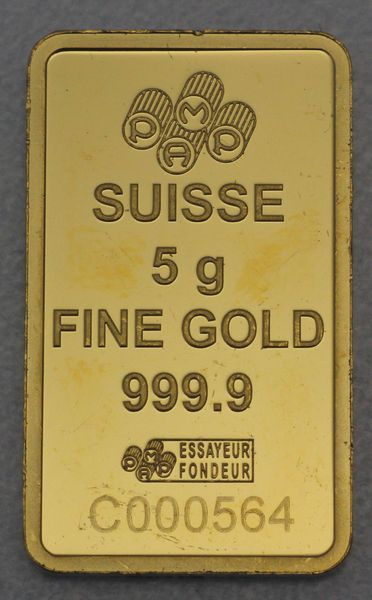 PAMP
SUISSE
5 g
FINE GOLD
999.9
PAMP ESSAYEUR
FONDEUR
C000564